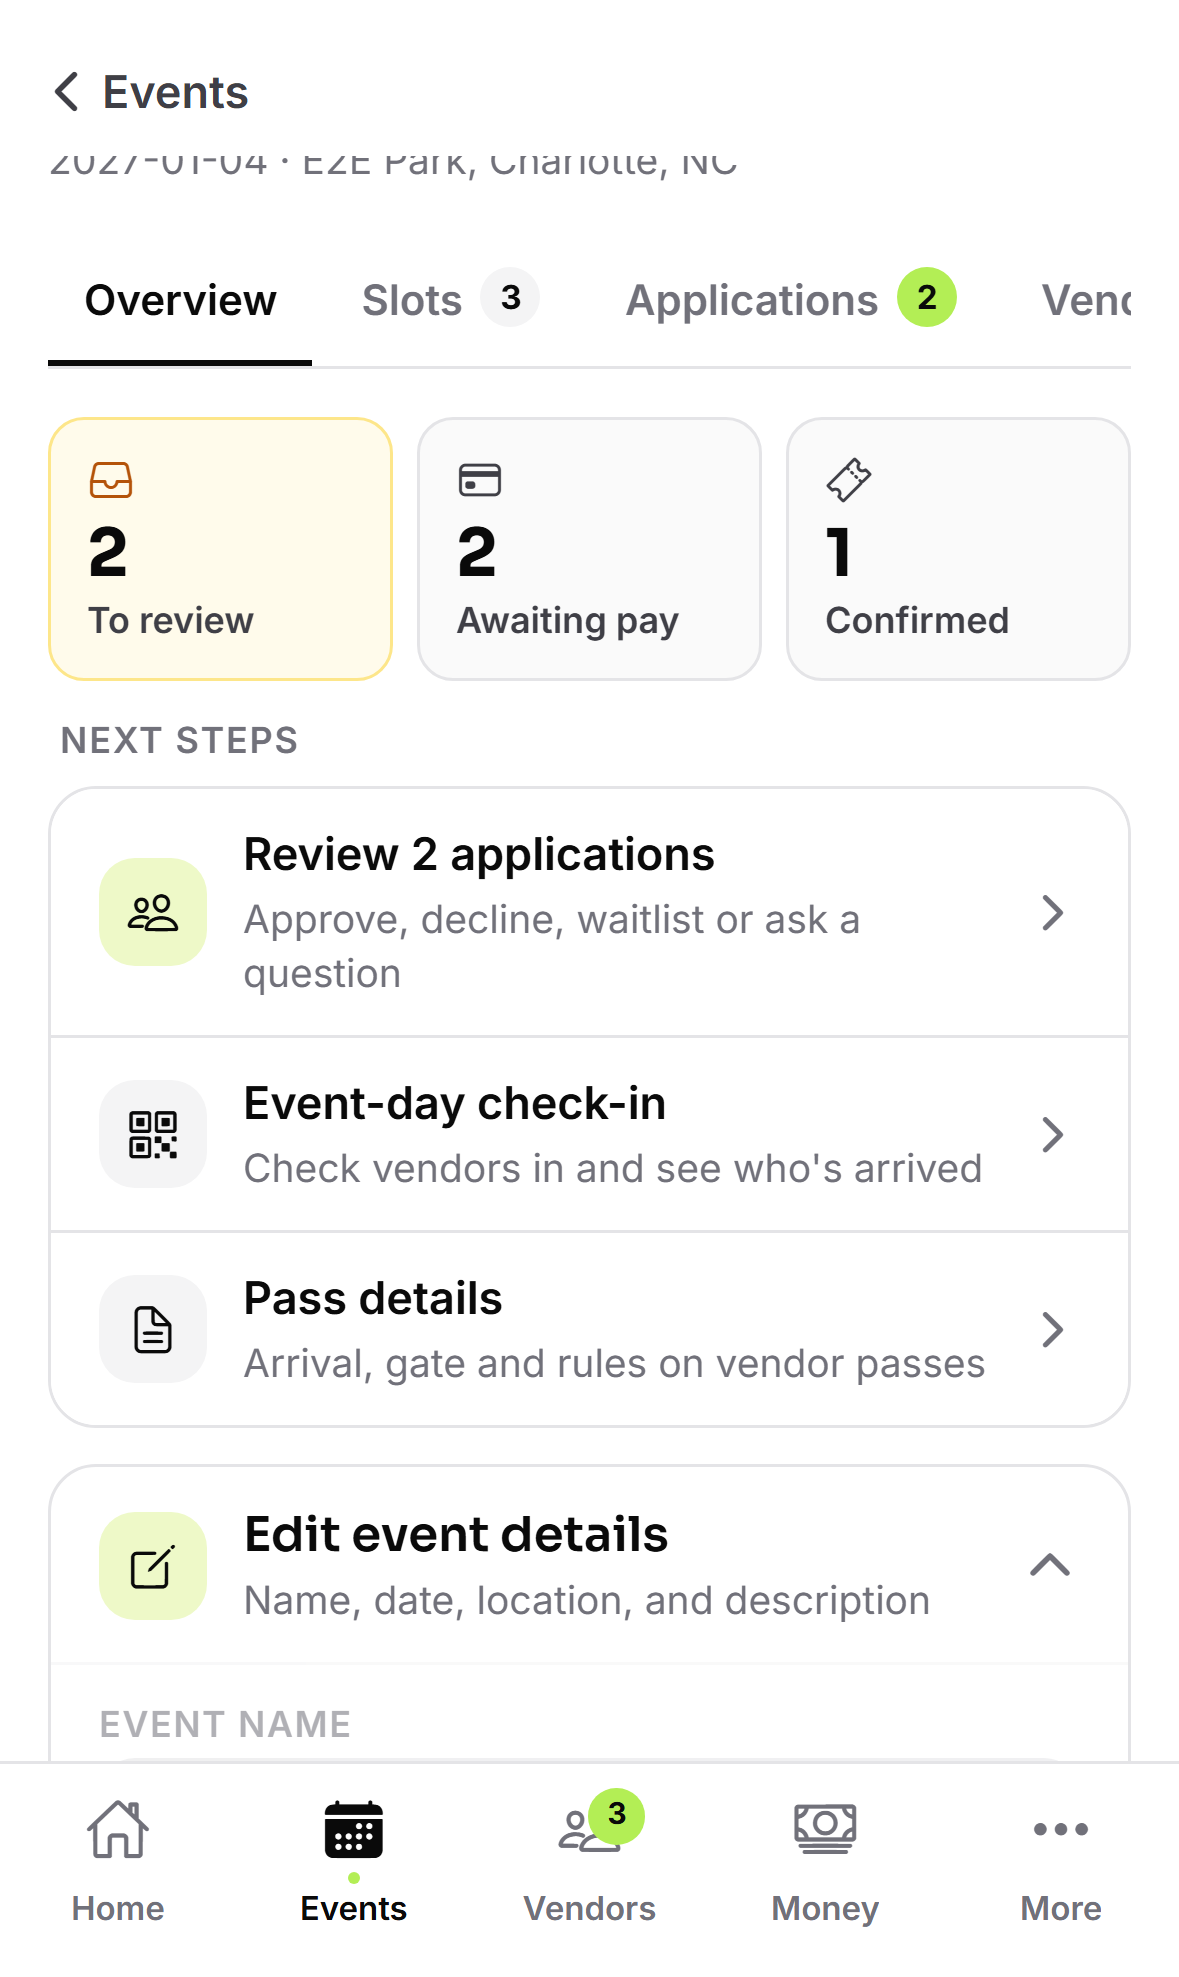 Events
2027-01-04 · E2E Park, Charlotte, NC
Overview
Slots 3
Applications 2
Vend
2
To review
2
Awaiting pay
1
Confirmed
NEXT STEPS
Review 2 applications
Approve, decline, waitlist or ask a
question
Event-day check-in
Check vendors in and see who's arrived
Pass details
Arrival, gate and rules on vendor passes
Edit event details
Name, date, location, and description
EVENT NAME
3
Home
Events
Vendors
Money
More